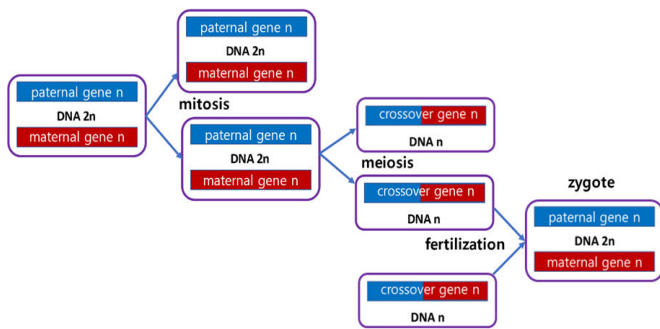 paternal gene n
DNA 2n
maternal gene n
paternal gene n
DNA 2n
maternal gene n
mitosis
paternal gene n
DNA 2n
maternal gene n
crossover gene n
DNA n
meiosis
crossover gene n
DNA n
fertilization
crossover gene n
DNA n
zygote
paternal gene n
DNA 2n
maternal gene n